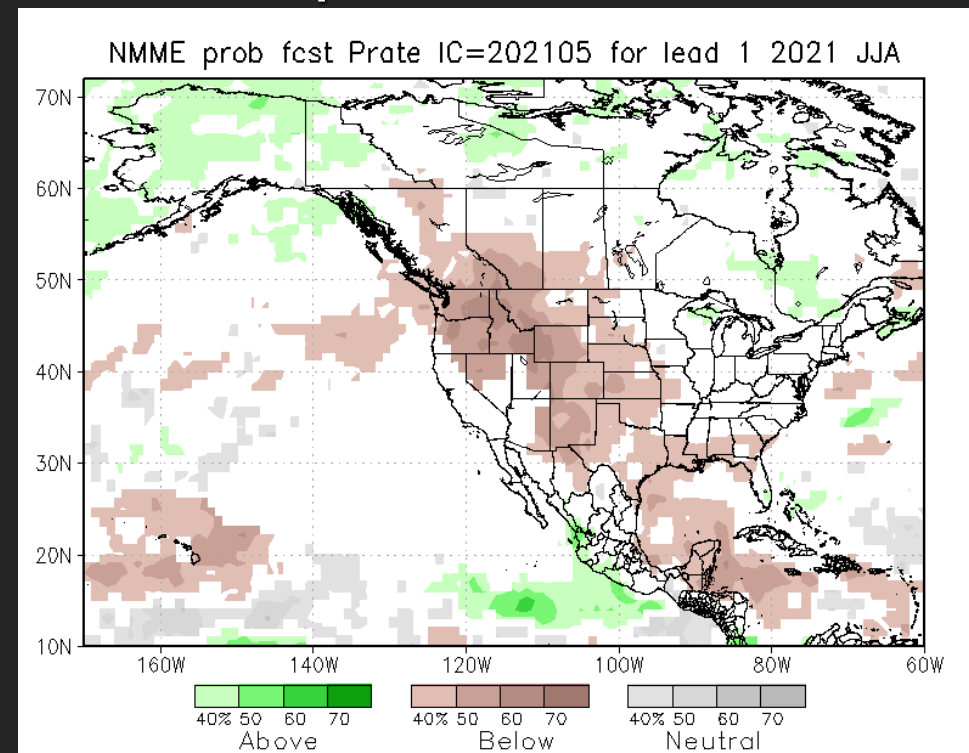 NMME prob fcst Prate IC=202105 for lead 1 2021 JJA
70N
60N
50N
40N
30N
20N
10N
160W 140W 120W 100W 80W 60W
40% 50 60 70 40% 50 60 70 40% 50 60 70
Above Below Neutral